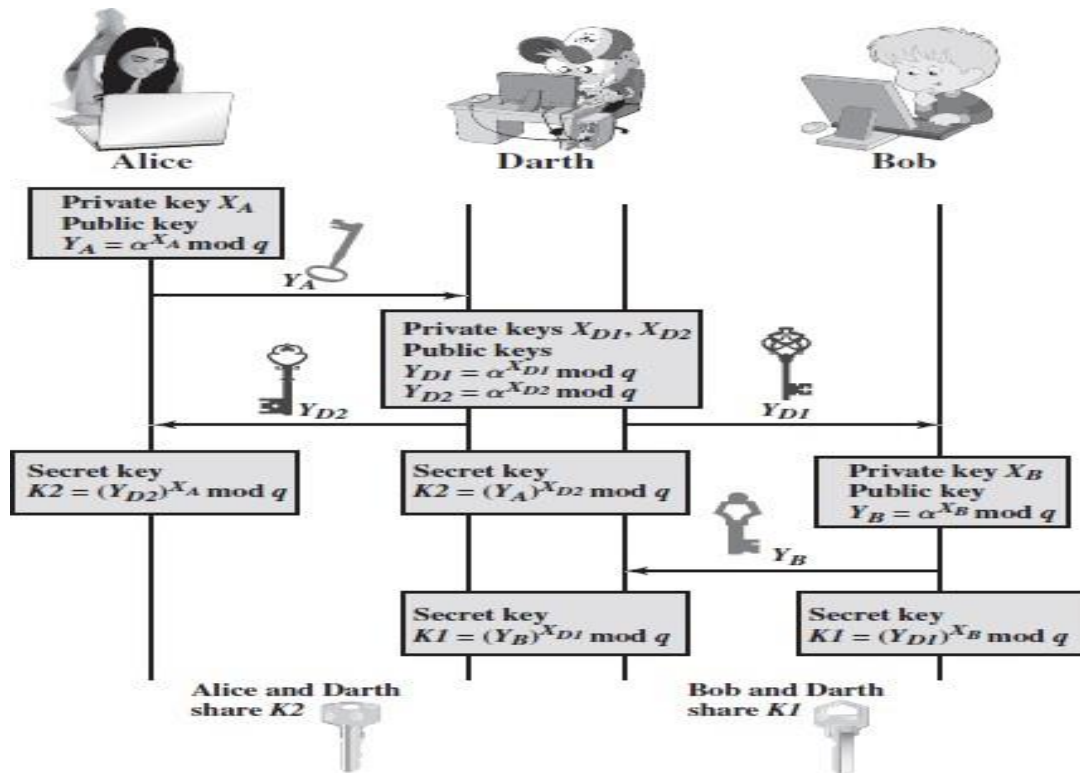 Alice
Darth
Bob
Private key X_A
Public key
Y_A = α^{X_A} mod q
Y_A
Private keys X_{D1}, X_{D2}
Public keys
Y_{D1} = α^{X_{D1}} mod q
Y_{D2} = α^{X_{D2}} mod q
Y_{D2}
Y_{D1}
Secret key
K2 = (Y_{D2})^{X_A} mod q
Secret key
K2 = (Y_A)^{X_{D2}} mod q
Private key X_B
Public key
Y_B = α^{X_B} mod q
Y_B
Secret key
K1 = (Y_B)^{X_{D1}} mod q
Secret key
K1 = (Y_{D1})^{X_B} mod q
Alice and Darth
share K2
Bob and Darth
share K1